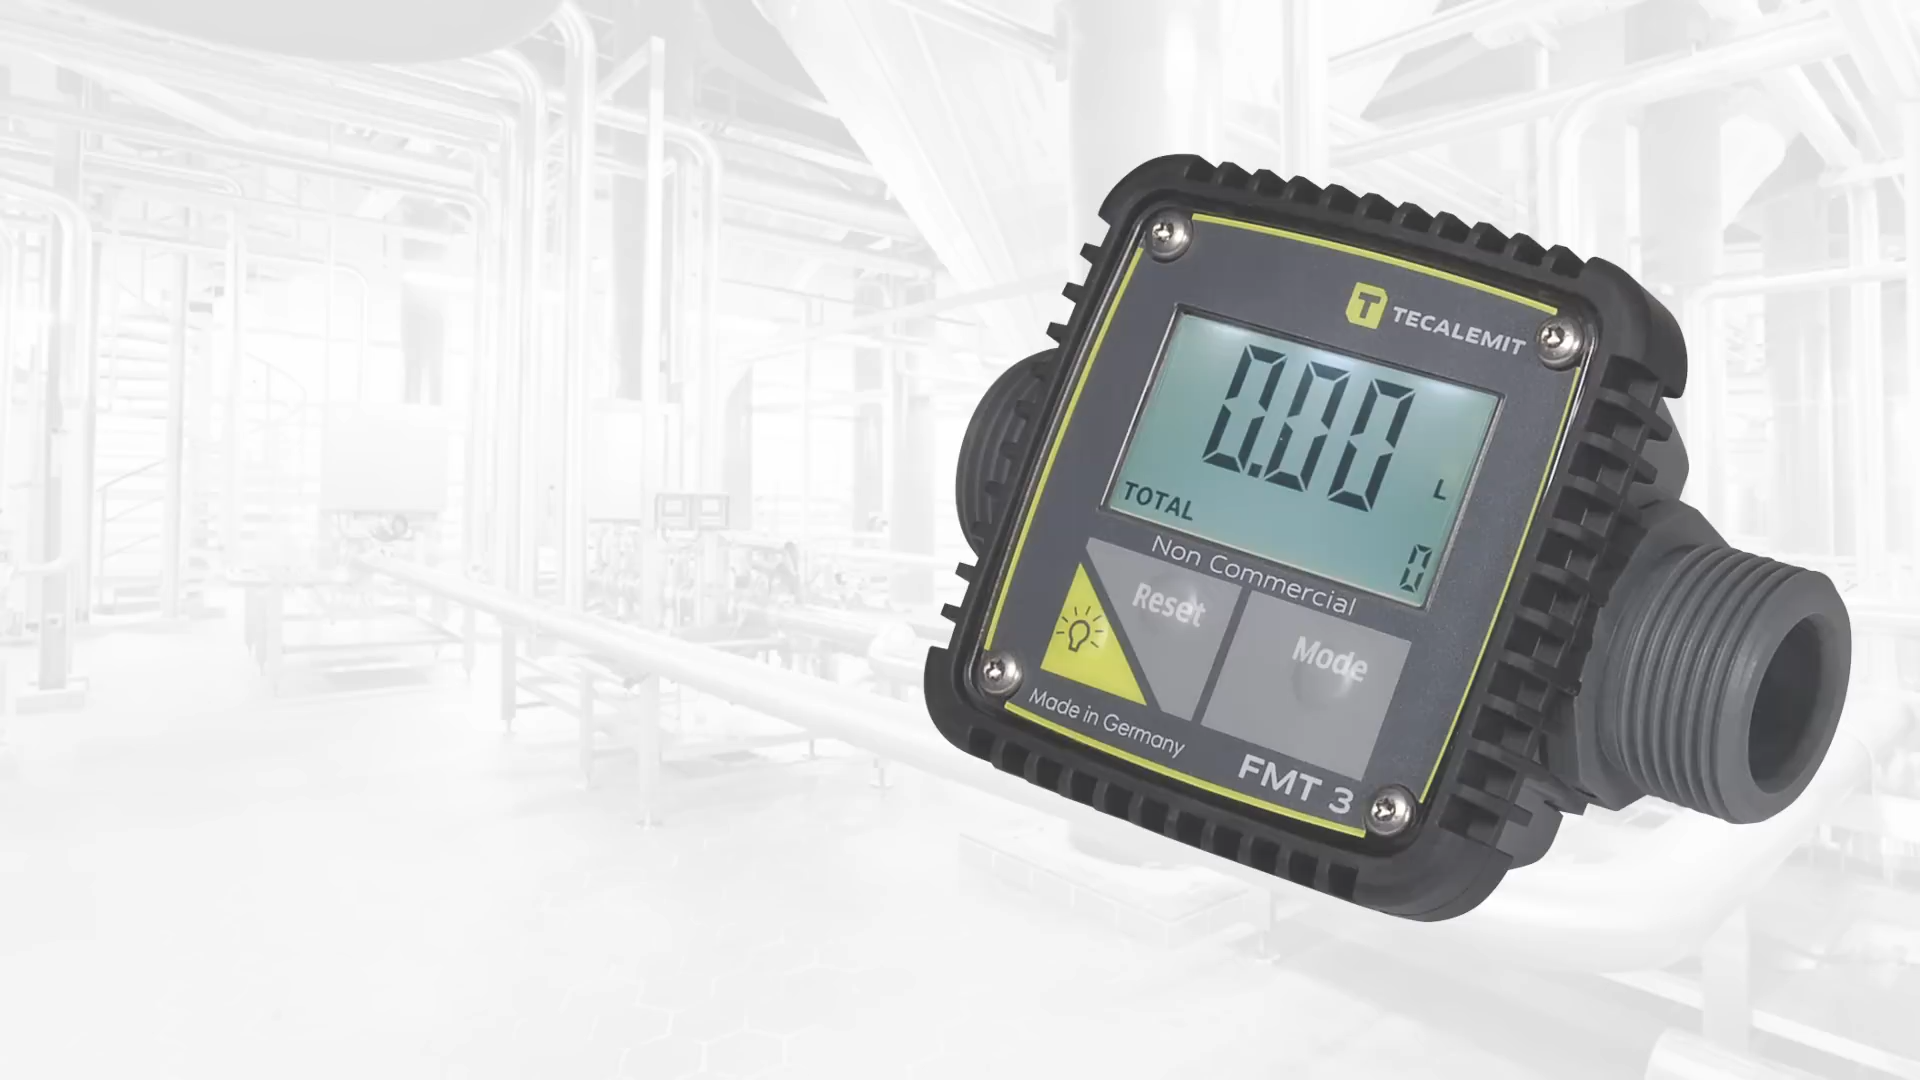 TECALEMIT
0.00
L
TOTAL
0
Non Commercial
Reset
Mode
Made in Germany
FMT 3